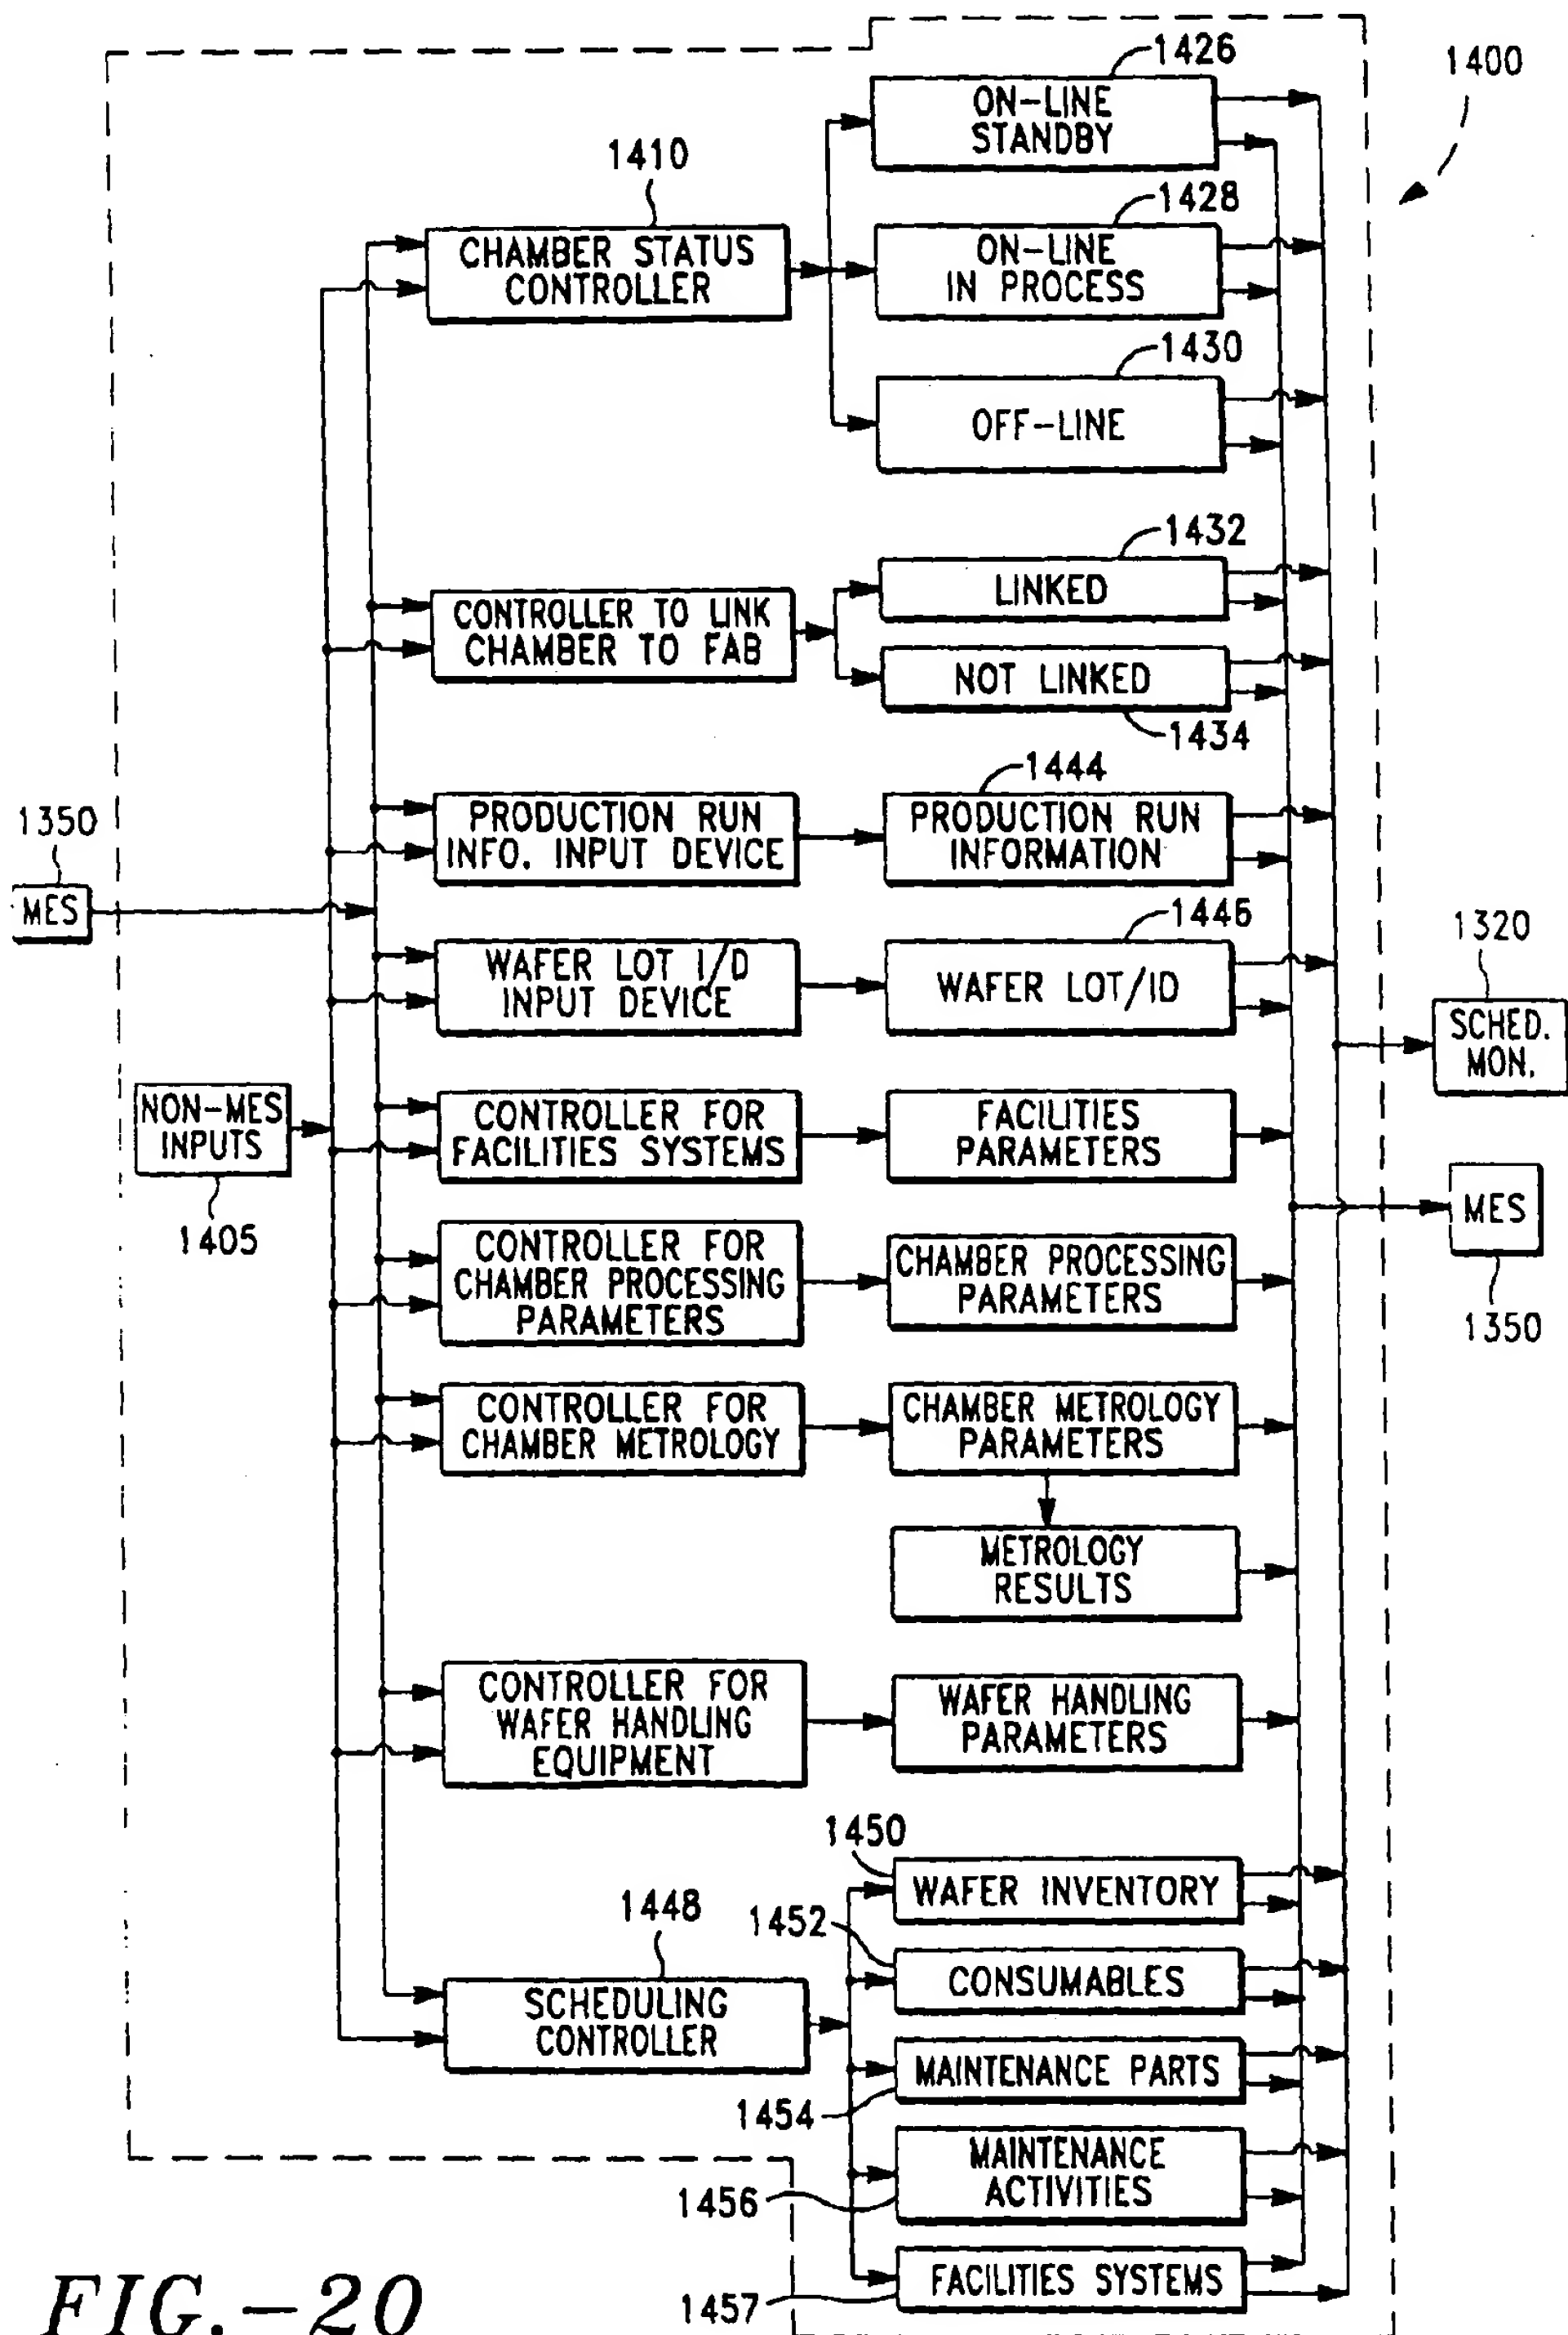 1426
1400
ON-LINE
STANDBY
1410
1428
CHAMBER STATUS
CONTROLLER
ON-LINE
IN PROCESS
1430
OFF-LINE
1432
CONTROLLER TO LINK
CHAMBER TO FAB
LINKED
NOT LINKED
1434
1444
1350
MES
PRODUCTION RUN
INFO. INPUT DEVICE
PRODUCTION RUN
INFORMATION
1446
WAFER LOT I/D
INPUT DEVICE
WAFER LOT/ID
1320
SCHED.
MON.
NON-MES
INPUTS
1405
CONTROLLER FOR
FACILITIES SYSTEMS
FACILITIES
PARAMETERS
MES
1350
CONTROLLER FOR
CHAMBER PROCESSING
PARAMETERS
CHAMBER PROCESSING
PARAMETERS
CONTROLLER FOR
CHAMBER METROLOGY
CHAMBER METROLOGY
PARAMETERS
METROLOGY
RESULTS
CONTROLLER FOR
WAFER HANDLING
EQUIPMENT
WAFER HANDLING
PARAMETERS
1450
WAFER INVENTORY
1448
1452
SCHEDULING
CONTROLLER
CONSUMABLES
MAINTENANCE PARTS
1454
MAINTENANCE
ACTIVITIES
1456
FACILITIES SYSTEMS
1457
FIG.-20